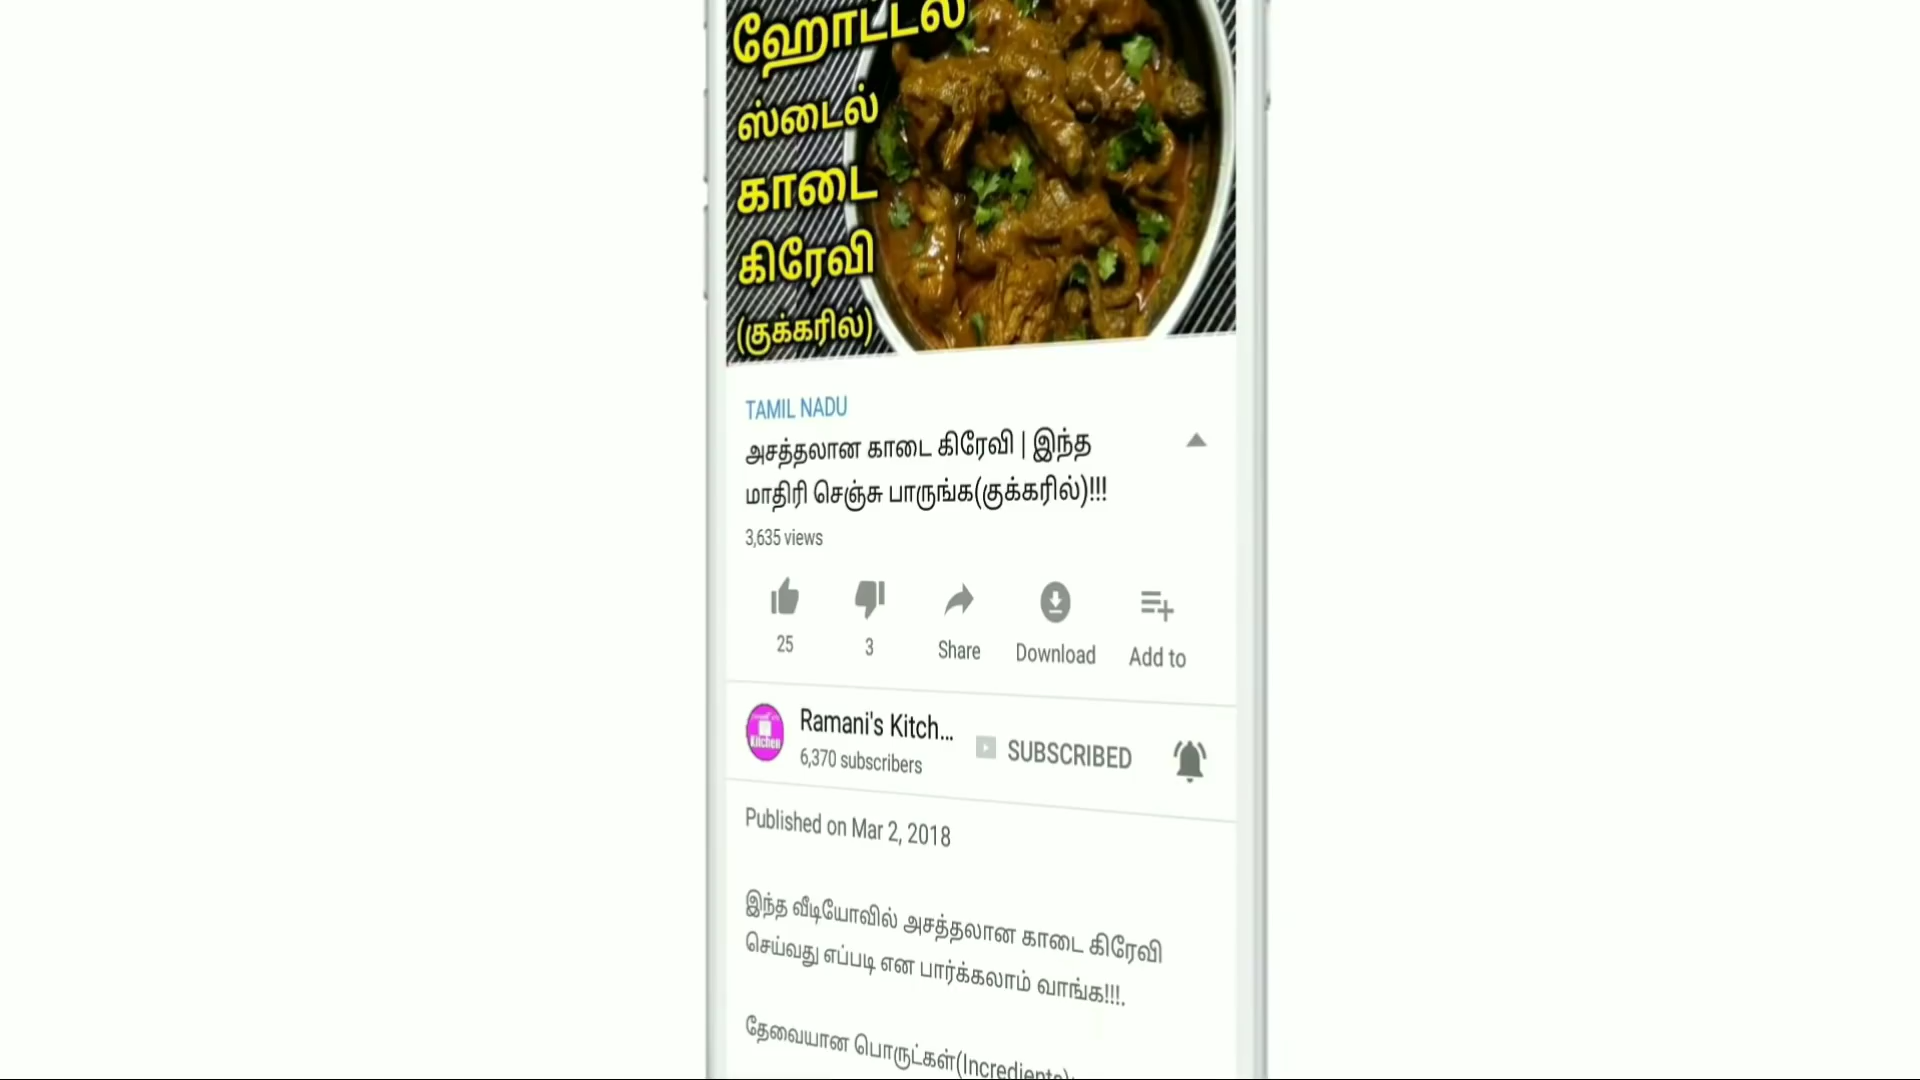 ஹோட்டல்
ஸ்டைல்
காடை
கிரேவி
(குக்கரில்)
TAMIL NADU
அசத்தலான காடை கிரேவி | இந்த
மாதிரி செஞ்சு பாருங்க(குக்கரில்)!!!
3,635 views
25
3
Share
Download
Add to
Ramani's Kitch...
6,370 subscribers
SUBSCRIBED
Kitchen
Published on Mar 2, 2018
இந்த வீடியோவில் அசத்தலான காடை கிரேவி
செய்வது எப்படி என பார்க்கலாம் வாங்க!!!.
தேவையான பொருட்கள்(Incredients):